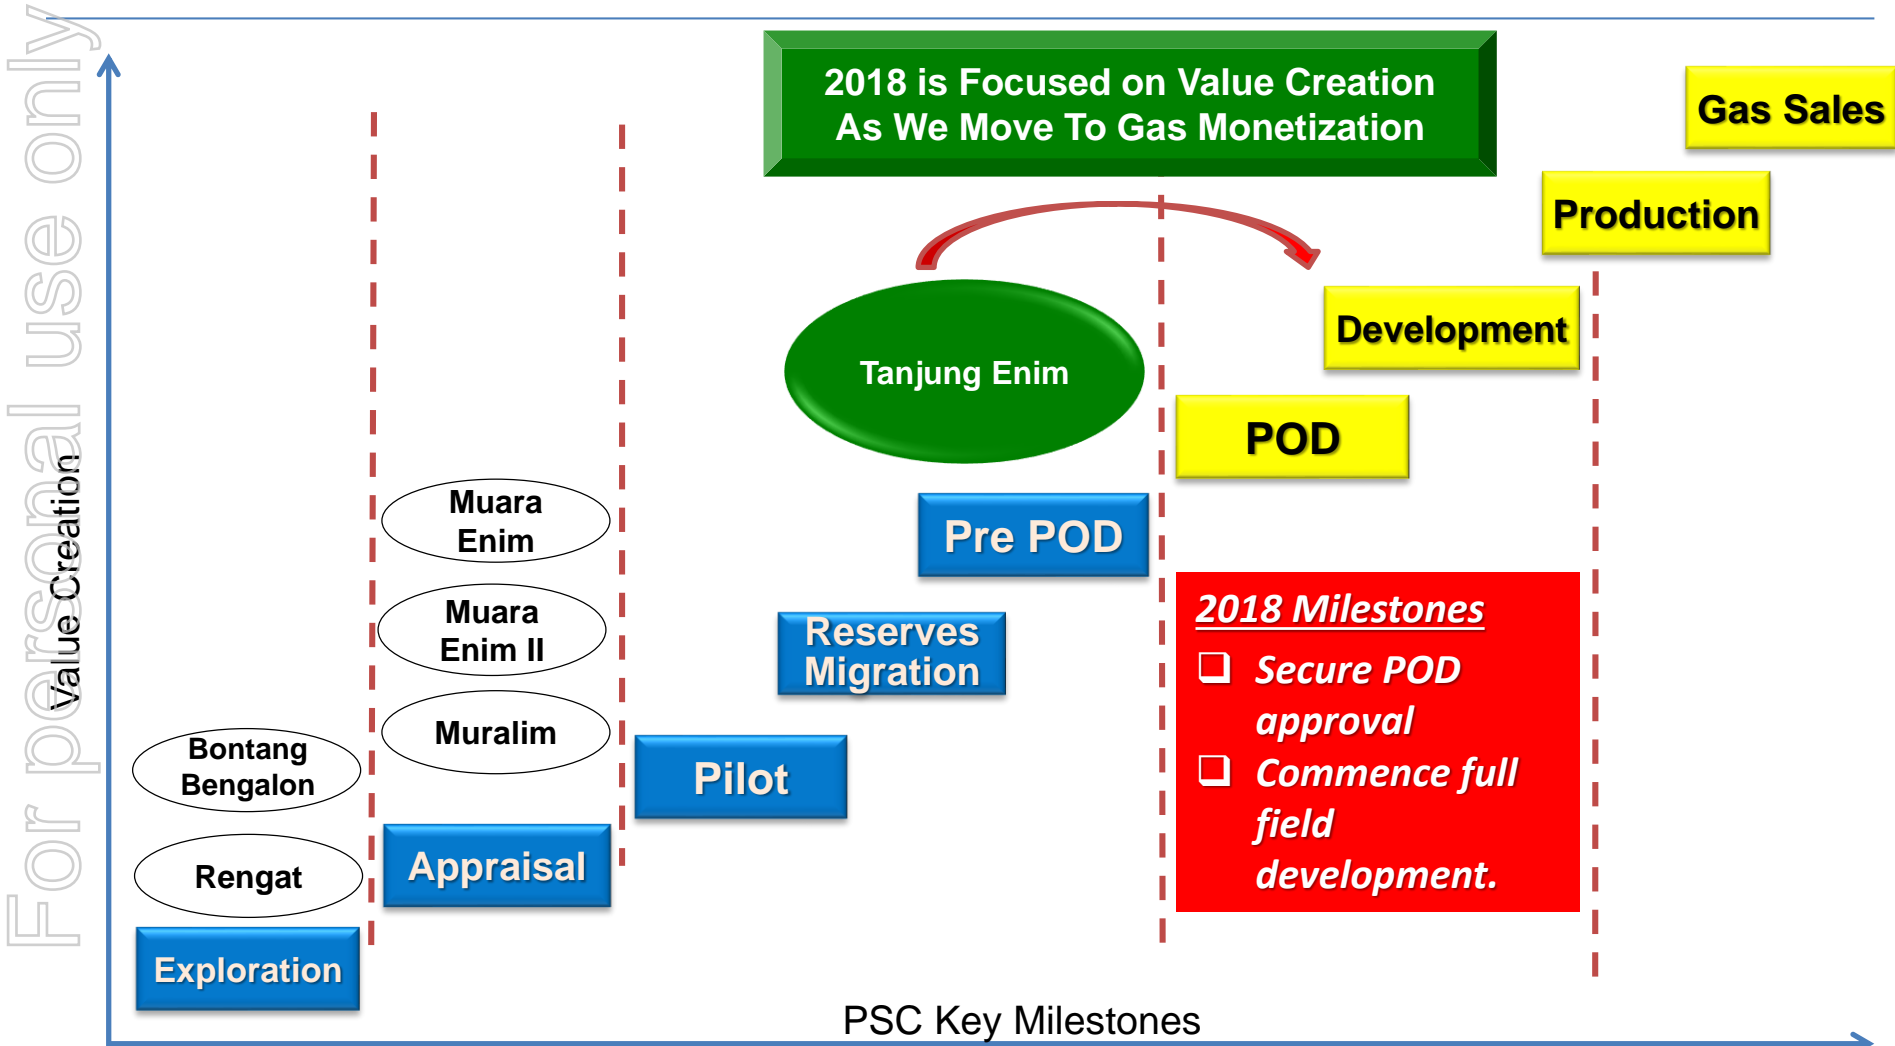 For personal use only
2018 is Focused on Value Creation
As We Move To Gas Monetization
Gas Sales
Production
Development
Tanjung Enim
POD
Muara
Enim
Pre POD
Muara
Enim II
Reserves
Migration
Muralim
Pilot
Bontang
Bengalon
Appraisal
Rengat
Exploration
2018 Milestones
❑ Secure POD
approval
❑ Commence full
field
development.
Value Creation
PSC Key Milestones